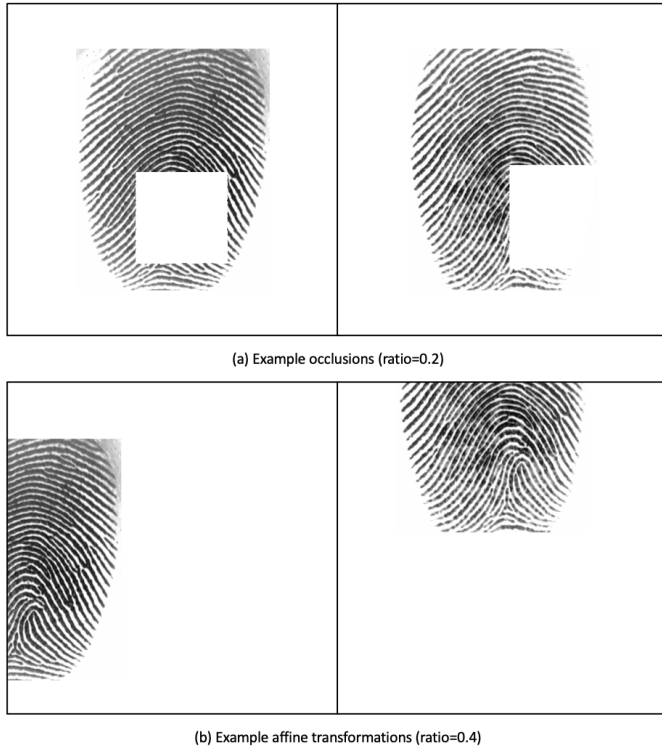 (a) Example occlusions (ratio=0.2)
(b) Example affine transformations (ratio=0.4)